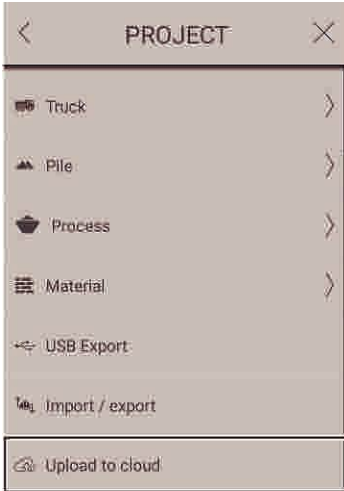 PROJECT
Truck
Pile
Process
Material
USB Export
Import / export
Upload to cloud